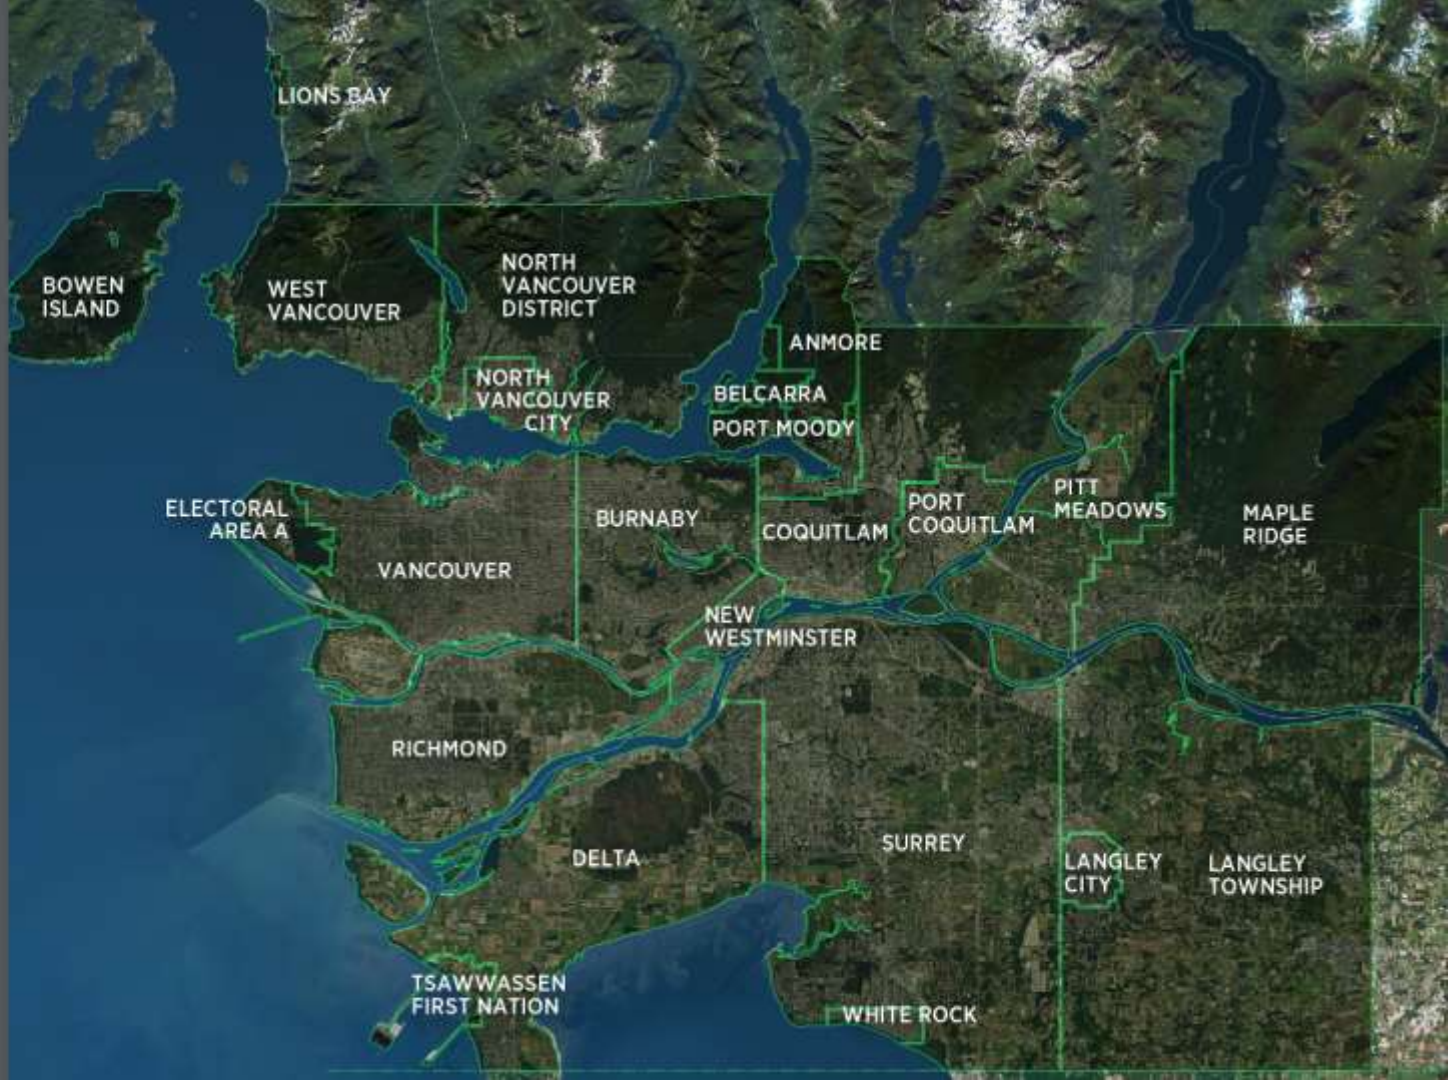 LIONS BAY
BOWEN
ISLAND
WEST
VANCOUVER
NORTH
VANCOUVER
DISTRICT
ANMORE
NORTH
VANCOUVER
CITY
BELCARRA
PORT MOODY
ELECTORAL
AREA A
VANCOUVER
BURNABY
COQUITLAM
PORT
COQUITLAM
PITT
MEADOWS
MAPLE
RIDGE
NEW
WESTMINSTER
RICHMOND
DELTA
SURREY
LANGLEY
CITY
LANGLEY
TOWNSHIP
TSAWWASSEN
FIRST NATION
WHITE ROCK